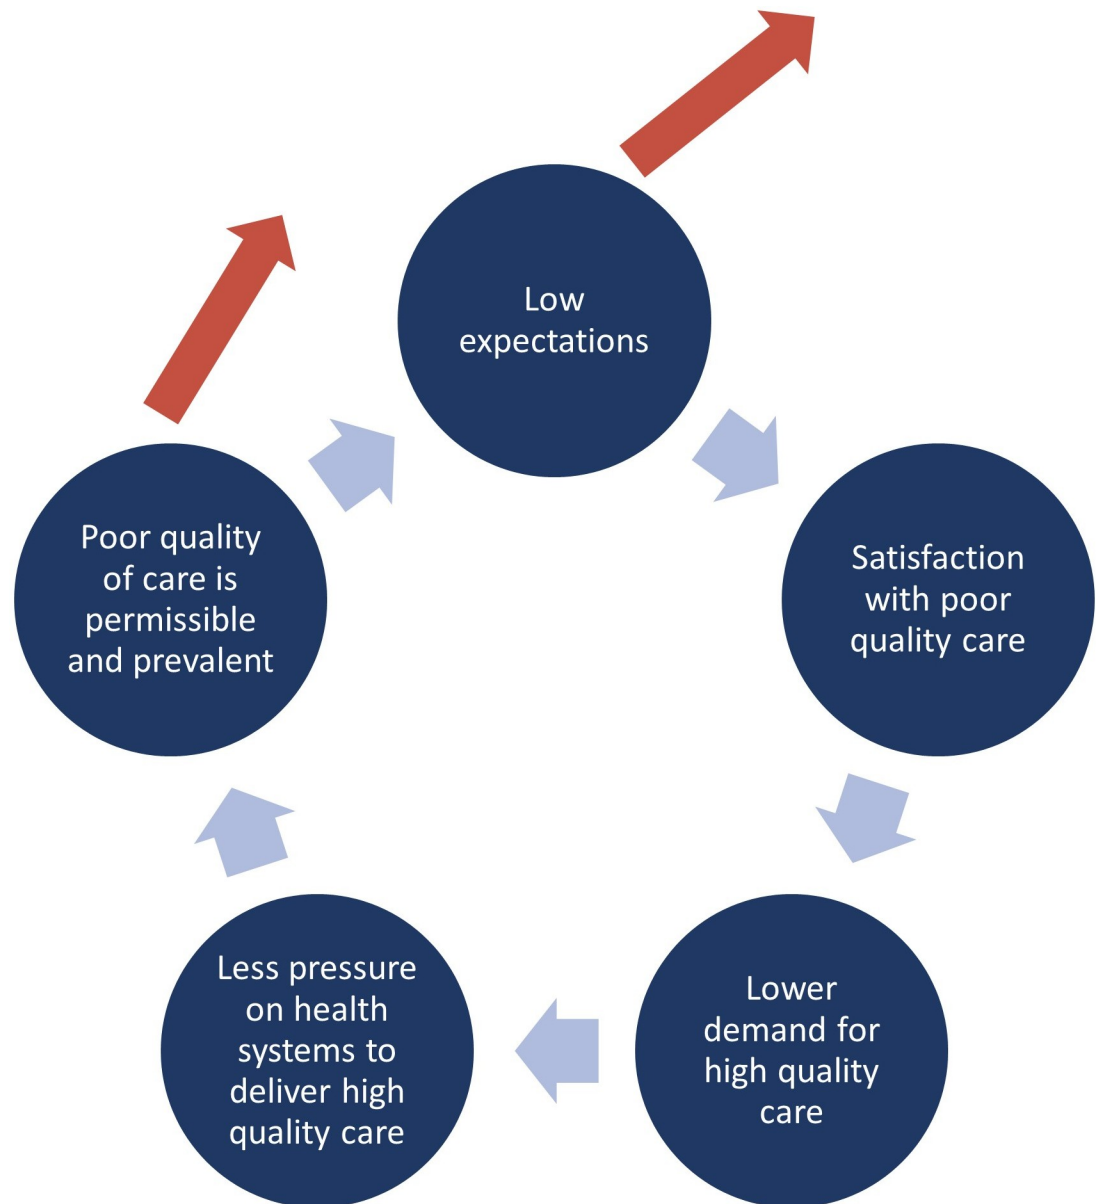 Low
expectations
Satisfaction
with poor
quality care
Lower
demand for
high quality
care
Less pressure
on health
systems to
deliver high
quality care
Poor quality
of care is
permissible
and prevalent